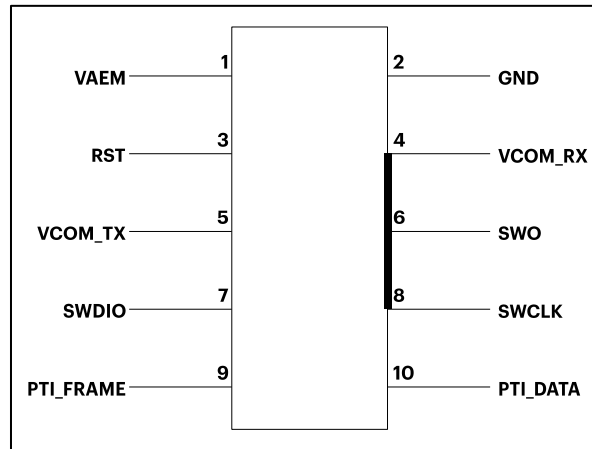 1 2
VAEM GND
3 4
RST VCOM_RX
5 6
VCOM_TX SWO
7 8
SWDIO SWCLK
9 10
PTI_FRAME PTI_DATA